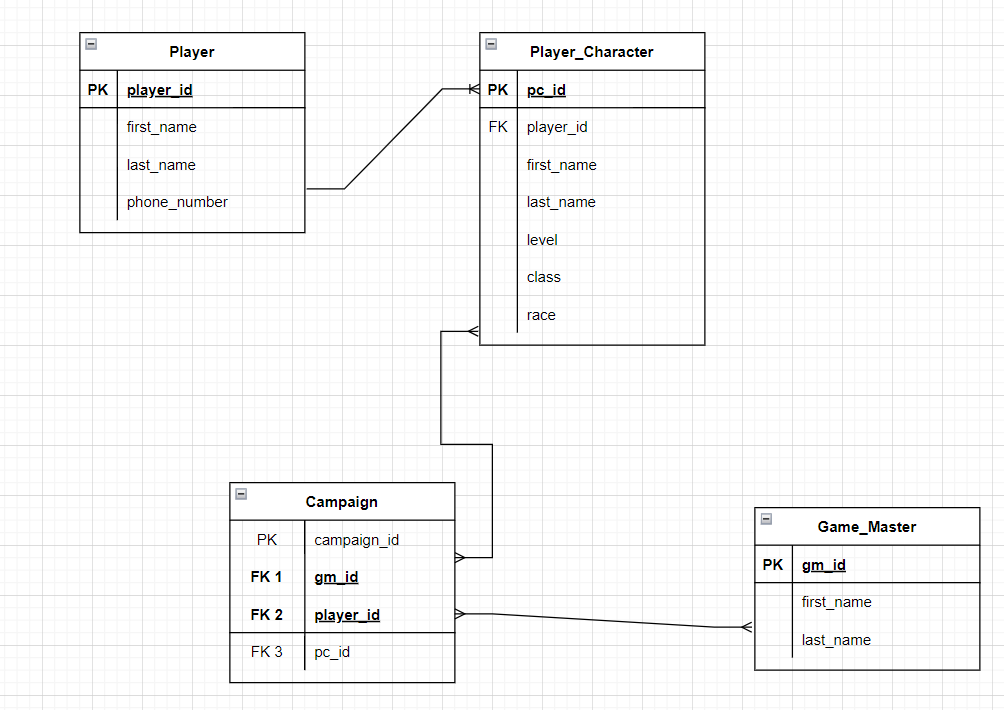 Player
PK player_id
first_name
last_name
phone_number
Player_Character
PK pc_id
FK player_id
first_name
last_name
level
class
race
Campaign
PK campaign_id
FK 1 gm_id
FK 2 player_id
FK 3 pc_id
Game_Master
PK gm_id
first_name
last_name